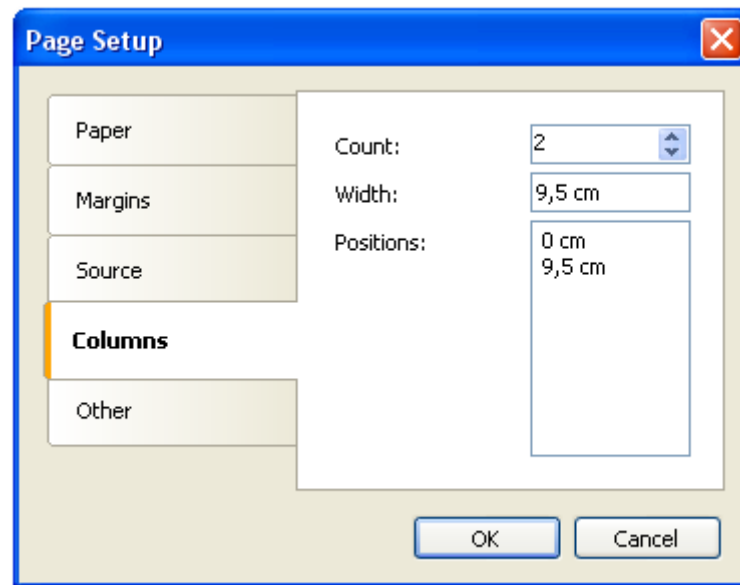 Page Setup
Paper
Margins
Source
Columns
Other
Count:
2
Width:
9,5 cm
Positions:
0 cm
9,5 cm
OK
Cancel